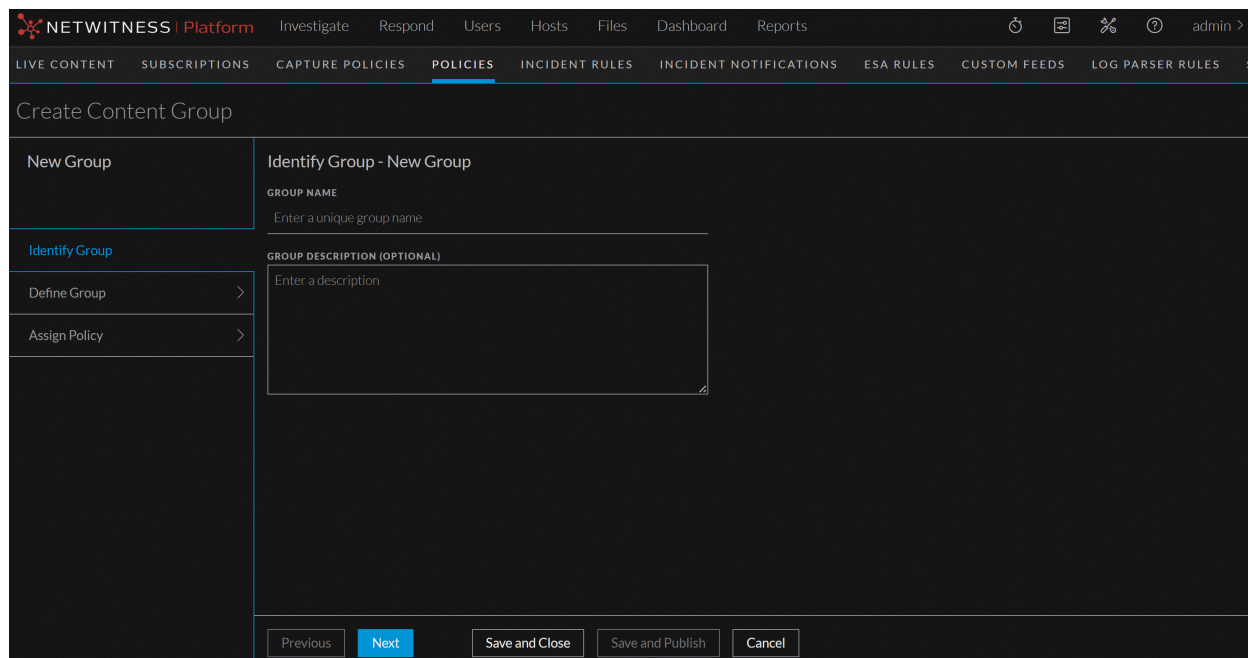 NETWITNESS | Platform Investigate Respond Users Hosts Files Dashboard Reports admin >
LIVE CONTENT SUBSCRIPTIONS CAPTURE POLICIES POLICIES INCIDENT RULES INCIDENT NOTIFICATIONS ESA RULES CUSTOM FEEDS LOG PARSER RULES
Create Content Group
New Group
Identify Group - New Group
GROUP NAME
Enter a unique group name
Identify Group
GROUP DESCRIPTION (OPTIONAL)
Enter a description
Define Group
Assign Policy
Previous Next Save and Close Save and Publish Cancel